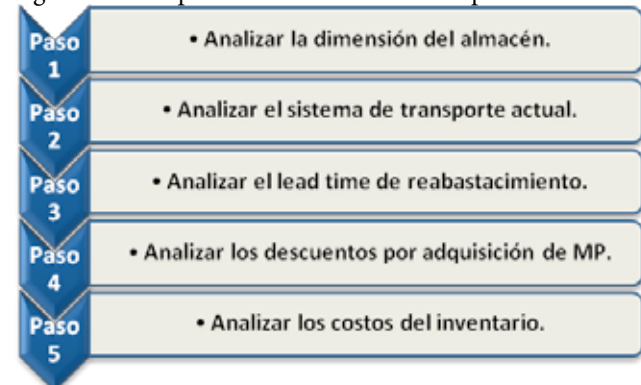 Paso
1
• Analizar la dimensión del almacén.
Paso
2
• Analizar el sistema de transporte actual.
Paso
3
• Analizar el lead time de reabastacimiento.
Paso
4
• Analizar los descuentos por adquisición de MP.
Paso
5
• Analizar los costos del inventario.